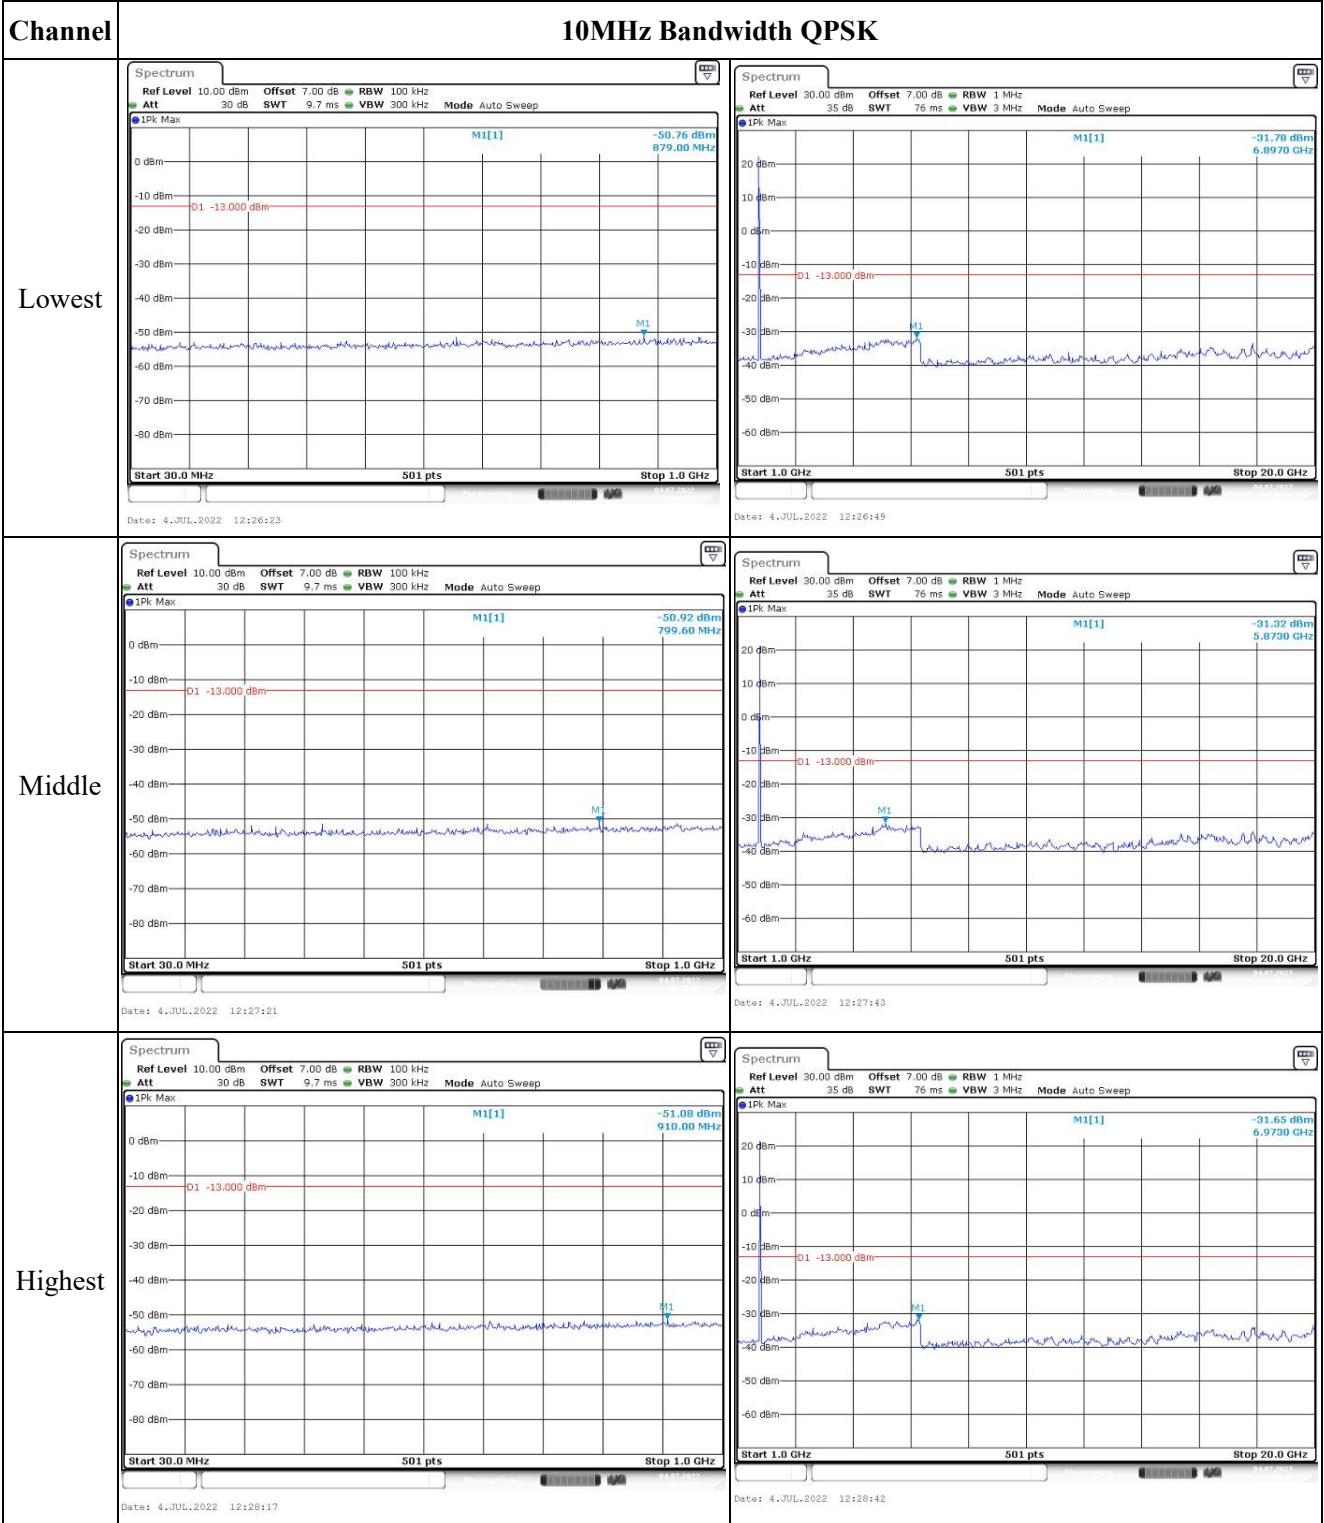 Channel 10MHz Bandwidth QPSK
Lowest
Spectrum
Ref Level 10.00 dBm Offset 7.00 dB RBW 100 kHz
Att 30 dB SWT 9.7 ms VBW 300 kHz Mode Auto Sweep
1Pk Max
M1[1] -50.76 dBm
879.00 MHz
0 dBm
-10 dBm
D1 -13.000 dBm
-20 dBm
-30 dBm
-40 dBm
-50 dBm
M1
-60 dBm
-70 dBm
-80 dBm
Start 30.0 MHz 501 pts Stop 1.0 GHz
Date: 4.JUL.2022 12:26:23
Spectrum
Ref Level 30.00 dBm Offset 7.00 dB RBW 1 MHz
Att 35 dB SWT 76 ms VBW 3 MHz Mode Auto Sweep
1Pk Max
M1[1] -31.78 dBm
6.8970 GHz
20 dBm
10 dBm
0 dBm
-10 dBm
D1 -13.000 dBm
-20 dBm
-30 dBm
M1
-40 dBm
-50 dBm
-60 dBm
Start 1.0 GHz 501 pts Stop 20.0 GHz
Date: 4.JUL.2022 12:26:49
Middle
Spectrum
Ref Level 10.00 dBm Offset 7.00 dB RBW 100 kHz
Att 30 dB SWT 9.7 ms VBW 300 kHz Mode Auto Sweep
1Pk Max
M1[1] -50.92 dBm
799.60 MHz
0 dBm
-10 dBm
D1 -13.000 dBm
-20 dBm
-30 dBm
-40 dBm
-50 dBm
M1
-60 dBm
-70 dBm
-80 dBm
Start 30.0 MHz 501 pts Stop 1.0 GHz
Date: 4.JUL.2022 12:27:21
Spectrum
Ref Level 30.00 dBm Offset 7.00 dB RBW 1 MHz
Att 35 dB SWT 76 ms VBW 3 MHz Mode Auto Sweep
1Pk Max
M1[1] -31.32 dBm
5.8730 GHz
20 dBm
10 dBm
0 dBm
-10 dBm
D1 -13.000 dBm
-20 dBm
M1
-30 dBm
-40 dBm
-50 dBm
-60 dBm
Start 1.0 GHz 501 pts Stop 20.0 GHz
Date: 4.JUL.2022 12:27:43
Highest
Spectrum
Ref Level 10.00 dBm Offset 7.00 dB RBW 100 kHz
Att 30 dB SWT 9.7 ms VBW 300 kHz Mode Auto Sweep
1Pk Max
M1[1] -51.08 dBm
910.00 MHz
0 dBm
-10 dBm
D1 -13.000 dBm
-20 dBm
-30 dBm
-40 dBm
M1
-50 dBm
-60 dBm
-70 dBm
-80 dBm
Start 30.0 MHz 501 pts Stop 1.0 GHz
Date: 4.JUL.2022 12:28:17
Spectrum
Ref Level 30.00 dBm Offset 7.00 dB RBW 1 MHz
Att 35 dB SWT 76 ms VBW 3 MHz Mode Auto Sweep
1Pk Max
M1[1] -31.65 dBm
6.9730 GHz
20 dBm
10 dBm
0 dBm
-10 dBm
D1 -13.000 dBm
-20 dBm
M1
-30 dBm
-40 dBm
-50 dBm
-60 dBm
Start 1.0 GHz 501 pts Stop 20.0 GHz
Date: 4.JUL.2022 12:28:42